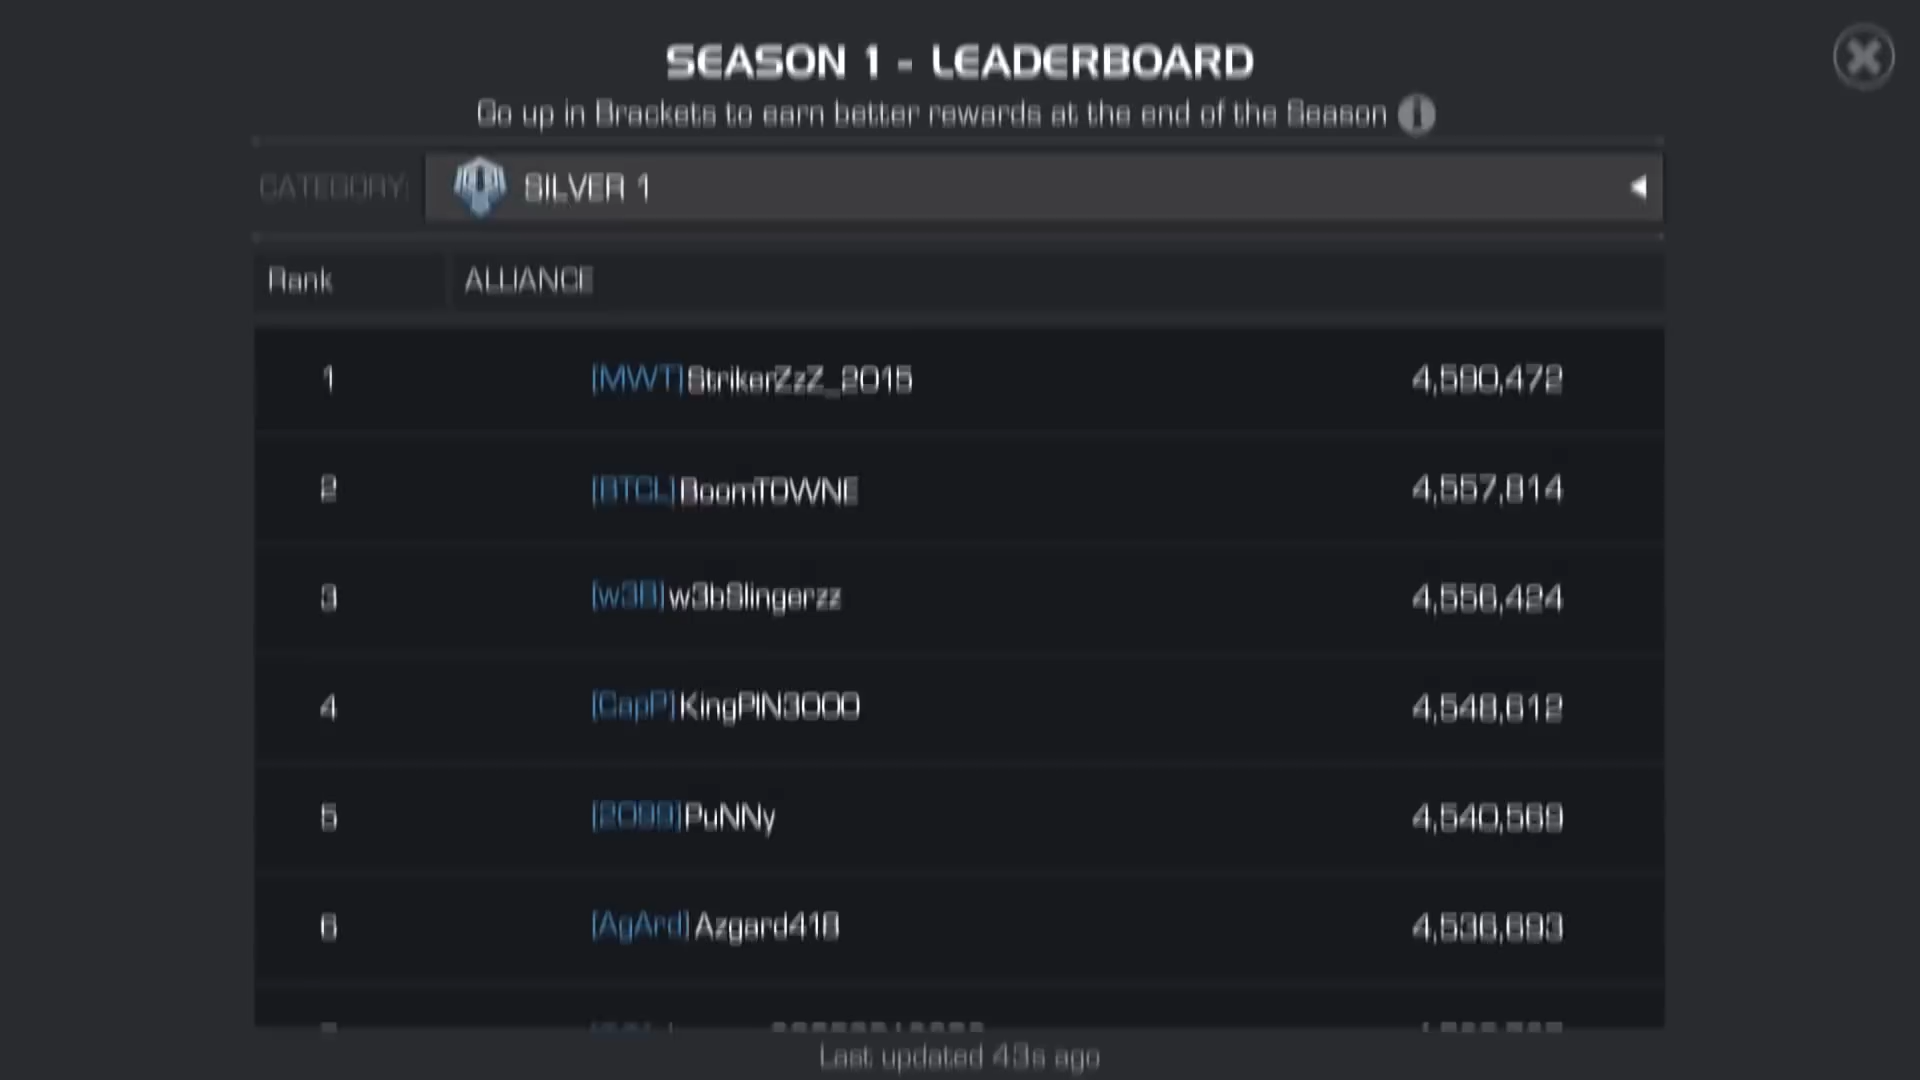 SEASON 1 - LEADERBOARD
Go up in Brackets to earn better rewards at the end of the Season
CATEGORY: SILVER 1
Rank ALLIANCE
1 [MWT] StrikerZzZ_2015 4,590,472
2 [BTCL] BoomTOWNE 4,557,814
3 [w3B] w3bSlingerzz 4,556,424
4 [CapP] KingPIN3000 4,548,612
5 [2099] PuNNy 4,540,569
6 [AgArd] Azgard418 4,536,693
Last updated 43s ago